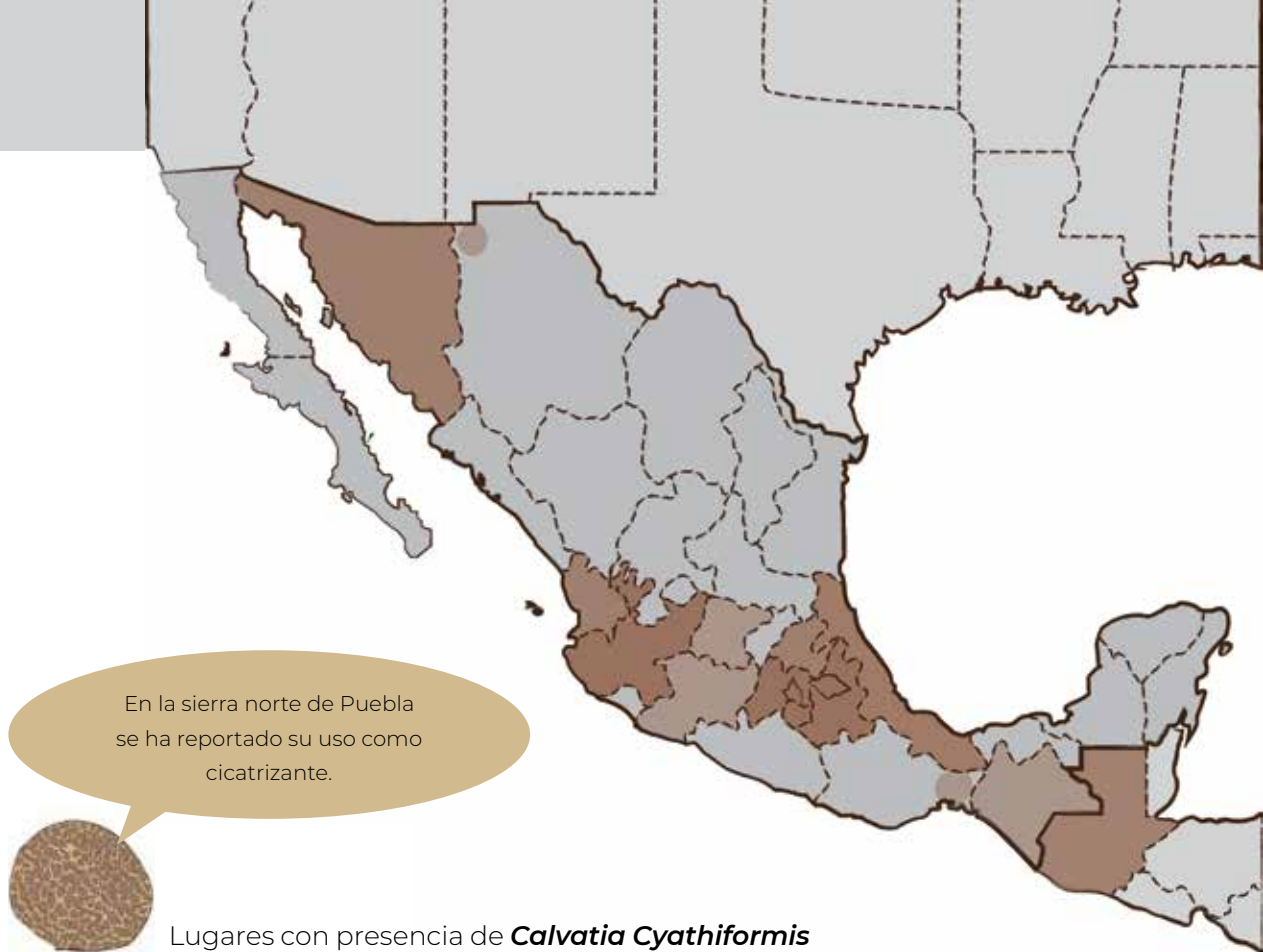 En la sierra norte de Puebla
se ha reportado su uso como
cicatrizante.
Lugares con presencia de Calvatia Cyathiformis